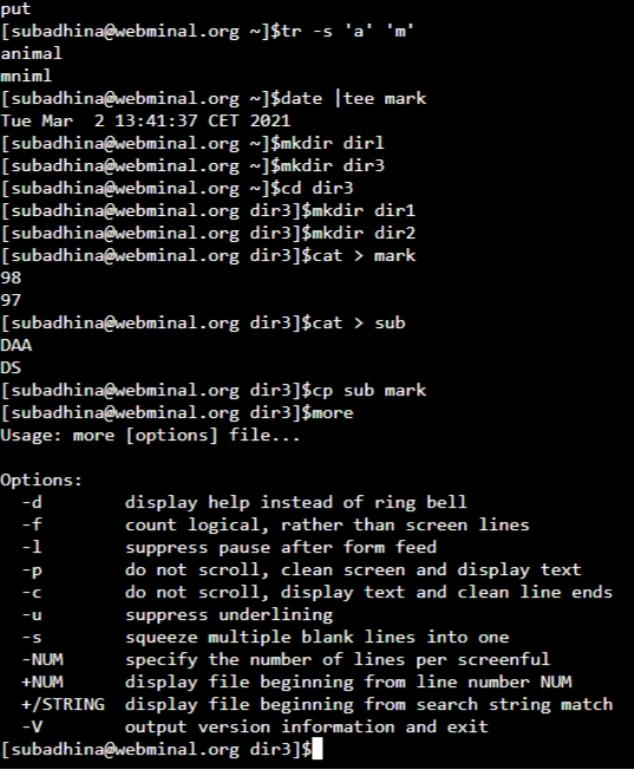 put
[subadhina@webminal.org ~]$tr -s 'a' 'm'
animal
mniml
[subadhina@webminal.org ~]$date |tee mark
Tue Mar  2 13:41:37 CET 2021
[subadhina@webminal.org ~]$mkdir dirl
[subadhina@webminal.org ~]$mkdir dir3
[subadhina@webminal.org ~]$cd dir3
[subadhina@webminal.org dir3]$mkdir dir1
[subadhina@webminal.org dir3]$mkdir dir2
[subadhina@webminal.org dir3]$cat > mark
98
97
[subadhina@webminal.org dir3]$cat > sub
DAA
DS
[subadhina@webminal.org dir3]$cp sub mark
[subadhina@webminal.org dir3]$more
Usage: more [options] file...

Options:
  -d        display help instead of ring bell
  -f        count logical, rather than screen lines
  -l        suppress pause after form feed
  -p        do not scroll, clean screen and display text
  -c        do not scroll, display text and clean line ends
  -u        suppress underlining
  -s        squeeze multiple blank lines into one
  -NUM      specify the number of lines per screenful
  +NUM      display file beginning from line number NUM
  +/STRING  display file beginning from search string match
  -V        output version information and exit
[subadhina@webminal.org dir3]$